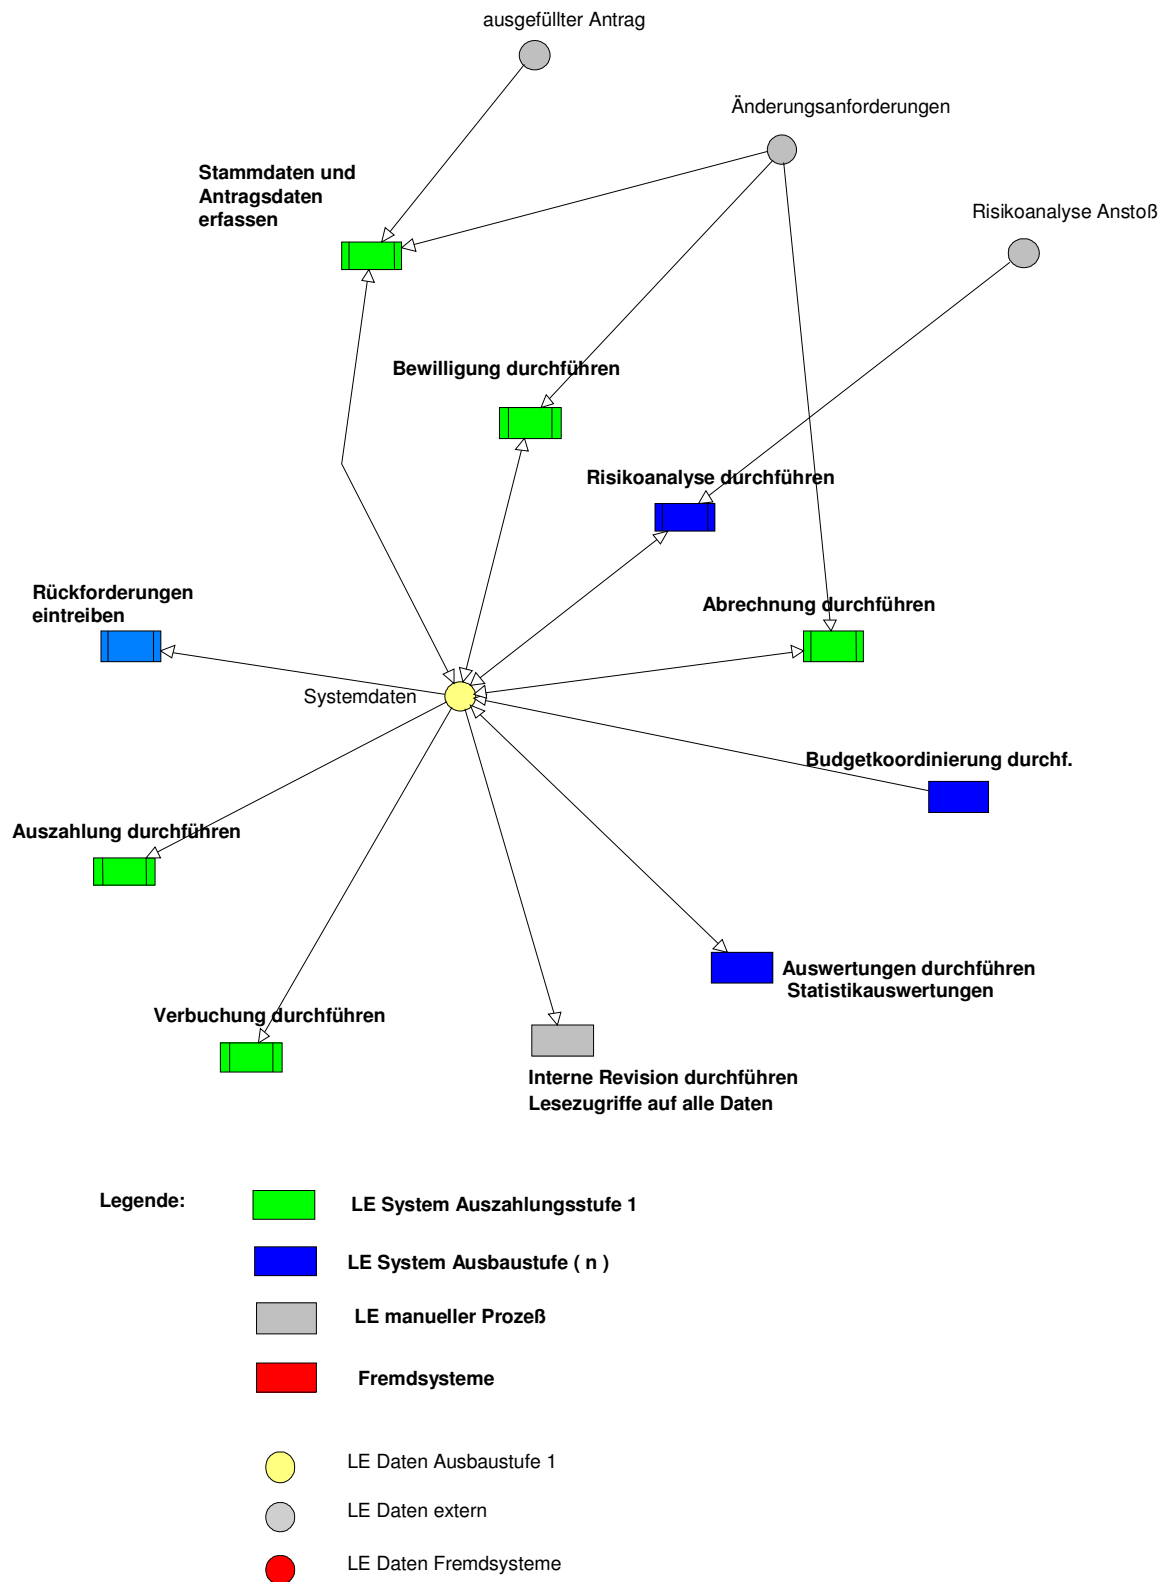 ausgefüllter Antrag
Änderungsanforderungen
Stammdaten und
Antragsdaten
erfassen
Risikoanalyse Anstoß
Bewilligung durchführen
Risikoanalyse durchführen
Rückforderungen
eintreiben
Abrechnung durchführen
Systemdaten
Budgetkoordinierung durchf.
Auszahlung durchführen
Auswertungen durchführen
Statistikauswertungen
Verbuchung durchführen
Interne Revision durchführen
Lesezugriffe auf alle Daten
Legende:
LE System Auszahlungsstufe 1
LE System Ausbaustufe ( n )
LE manueller Prozeß
Fremdsysteme
LE Daten Ausbaustufe 1
LE Daten extern
LE Daten Fremdsysteme